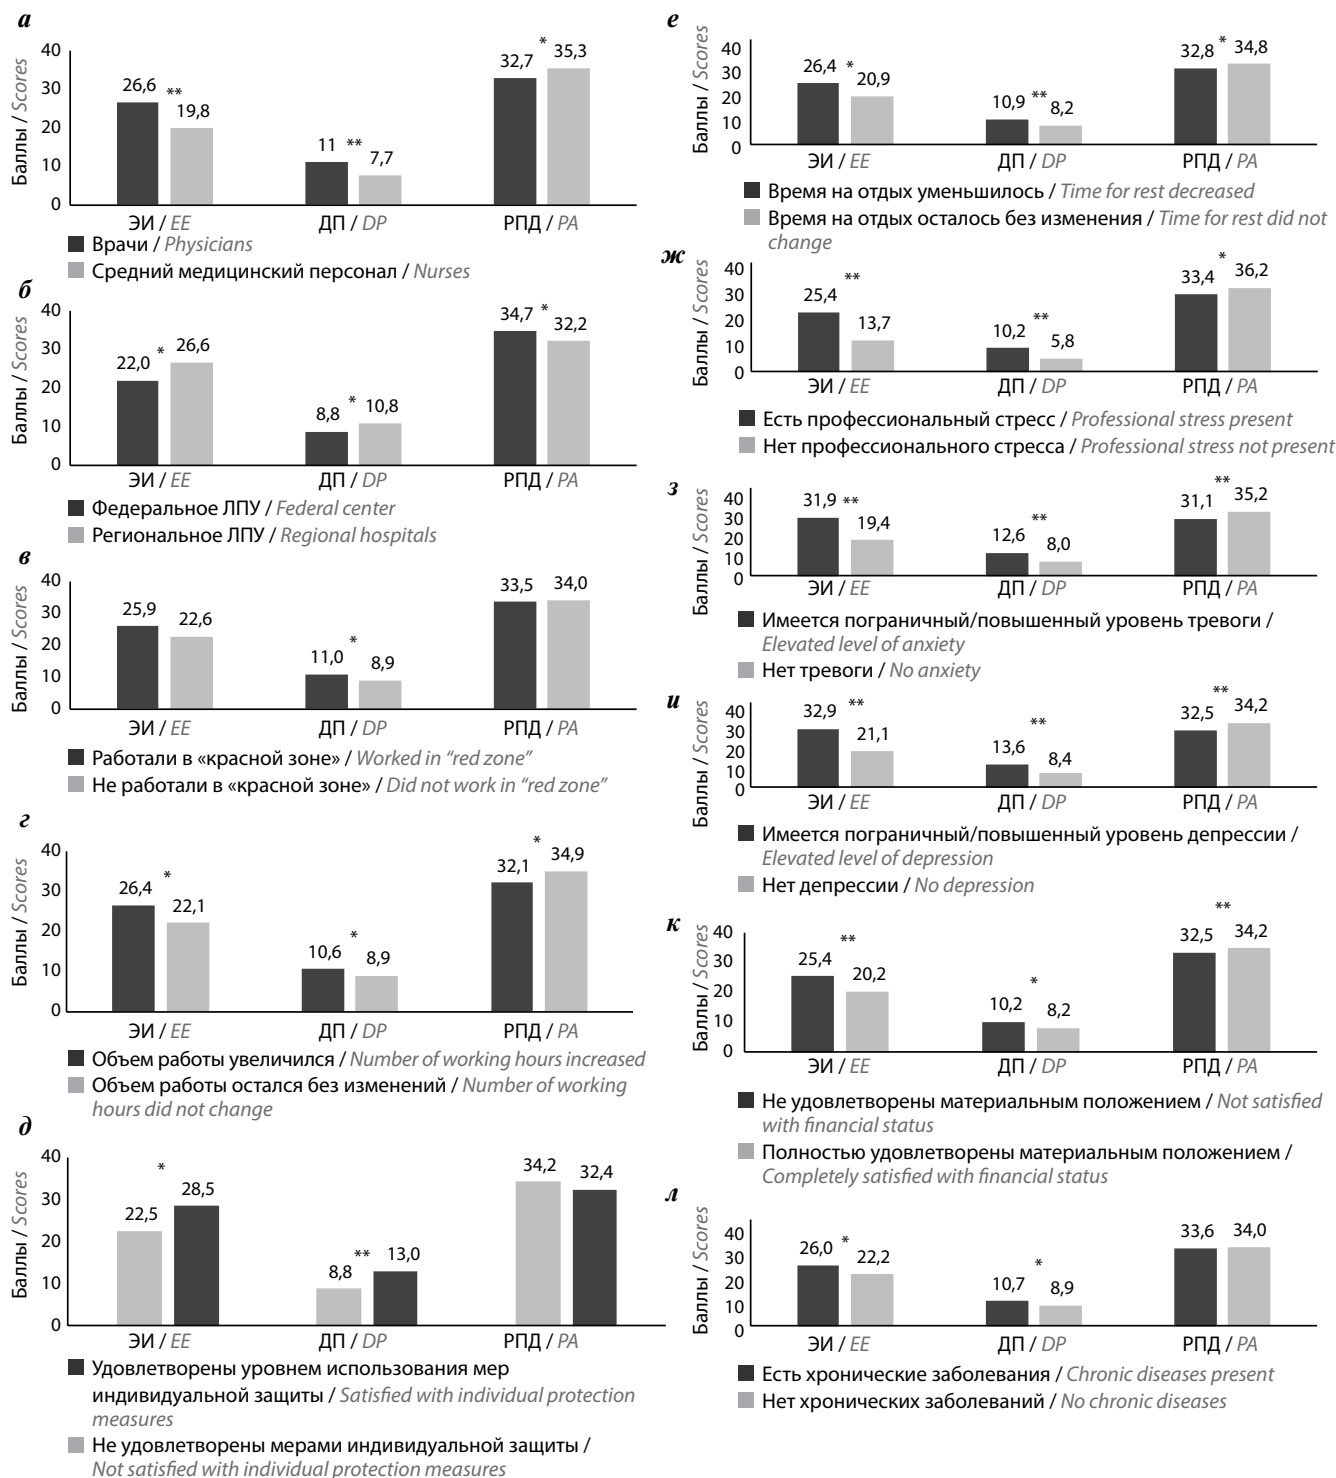 а
Баллы / Scores
40
30
20
10
0
26,6 ** 19,8
11 ** 7,7
32,7 * 35,3
ЭИ / EE ДП / DP РПД / PA
Врачи / Physicians
Средний медицинский персонал / Nurses
б
Баллы / Scores
40
30
20
10
0
22,0 * 26,6
8,8 * 10,8
34,7 * 32,2
ЭИ / EE ДП / DP РПД / PA
Федеральное ЛПУ / Federal center
Региональное ЛПУ / Regional hospitals
в
Баллы / Scores
40
30
20
10
0
25,9 22,6
11,0 * 8,9
33,5 34,0
ЭИ / EE ДП / DP РПД / PA
Работали в «красной зоне» / Worked in “red zone”
Не работали в «красной зоне» / Did not work in “red zone”
г
Баллы / Scores
40
30
20
10
0
26,4 * 22,1
10,6 * 8,9
32,1 * 34,9
ЭИ / EE ДП / DP РПД / PA
Объем работы увеличился / Number of working hours increased
Объем работы остался без изменений / Number of working
hours did not change
д
Баллы / Scores
40
30
20
10
0
22,5 * 28,5
8,8 ** 13,0
34,2 32,4
ЭИ / EE ДП / DP РПД / PA
Удовлетворены уровнем использования мер
индивидуальной защиты / Satisfied with individual protection
measures
Не удовлетворены мерами индивидуальной защиты /
Not satisfied with individual protection measures
е
Баллы / Scores
40
30
20
10
0
26,4 * 20,9
10,9 ** 8,2
32,8 * 34,8
ЭИ / EE ДП / DP РПД / PA
Время на отдых уменьшилось / Time for rest decreased
Время на отдых осталось без изменения / Time for rest did not
change
ж
Баллы / Scores
40
30
20
10
0
25,4 ** 13,7
10,2 ** 5,8
33,4 * 36,2
ЭИ / EE ДП / DP РПД / PA
Есть профессиональный стресс / Professional stress present
Нет профессионального стресса / Professional stress not present
з
Баллы / Scores
40
30
20
10
0
31,9 ** 19,4
12,6 ** 8,0
31,1 ** 35,2
ЭИ / EE ДП / DP РПД / PA
Имеется пограничный/повышенный уровень тревоги /
Elevated level of anxiety
Нет тревоги / No anxiety
и
Баллы / Scores
40
30
20
10
0
32,9 ** 21,1
13,6 ** 8,4
32,5 ** 34,2
ЭИ / EE ДП / DP РПД / PA
Имеется пограничный/повышенный уровень депрессии /
Elevated level of depression
Нет депрессии / No depression
к
Баллы / Scores
40
30
20
10
0
25,4 ** 20,2
10,2 * 8,2
32,5 ** 34,2
ЭИ / EE ДП / DP РПД / PA
Не удовлетворены материальным положением / Not satisfied
with financial status
Полностью удовлетворены материальным положением /
Completely satisfied with financial status
л
Баллы / Scores
40
30
20
10
0
26,0 * 22,2
10,7 * 8,9
33,6 34,0
ЭИ / EE ДП / DP РПД / PA
Есть хронические заболевания / Chronic diseases present
Нет хронических заболеваний / No chronic diseases